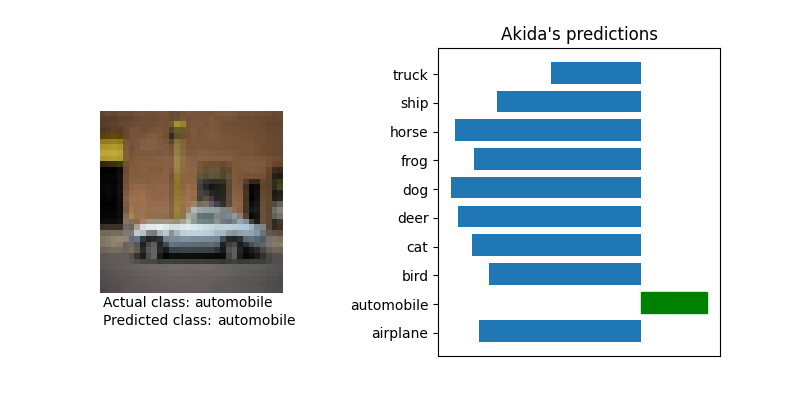 Akida's predictions
truck
ship
horse
frog
dog
deer
cat
bird
automobile
airplane
Actual class: automobile
Predicted class: automobile